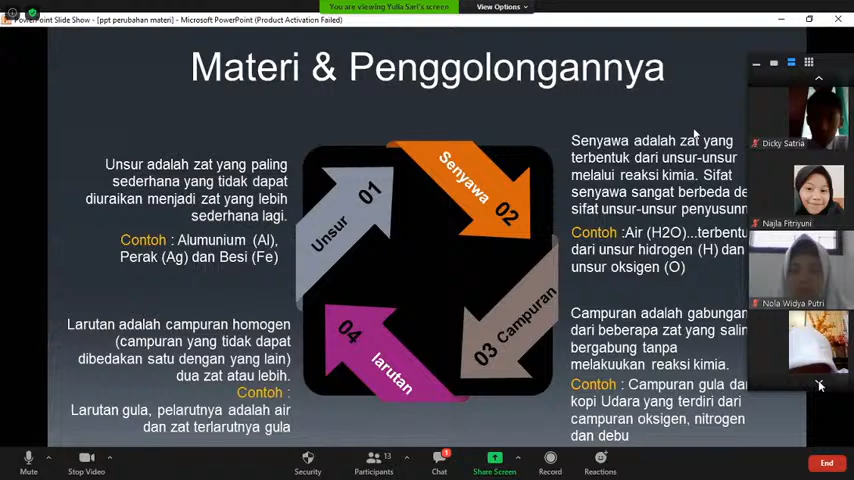 You are viewing Yulia Sari's screen
View Options
PowerPoint Slide Show - [ppt perubahan materi] - Microsoft PowerPoint (Product Activation Failed)
Materi & Penggolongannya
Unsur adalah zat yang paling
sederhana yang tidak dapat
diuraikan menjadi zat yang lebih
sederhana lagi.
Contoh : Alumunium (Al),
Perak (Ag) dan Besi (Fe)
Unsur 01
Senyawa 02
Senyawa adalah zat yang
terbentuk dari unsur-unsur
melalui reaksi kimia. Sifat
senyawa sangat berbeda de
sifat unsur-unsur penyusunn
Contoh :Air (H2O)...terbentu
dari unsur hidrogen (H) dan
unsur oksigen (O)
03 Campuran
Campuran adalah gabungan
dari beberapa zat yang salin
bergabung tanpa
melakuukan reaksi kimia.
Contoh : Campuran gula dan
kopi Udara yang terdiri dari
campuran oksigen, nitrogen
dan debu
04 larutan
Larutan adalah campuran homogen
(campuran yang tidak dapat
dibedakan satu dengan yang lain)
dua zat atau lebih.
Contoh :
Larutan gula, pelarutnya adalah air
dan zat terlarutnya gula
Dicky Satria
Najla Fitriyuni
Nola Widya Putri
Mute
Stop Video
Security
Participants
13
Chat
1
Share Screen
Record
Reactions
End